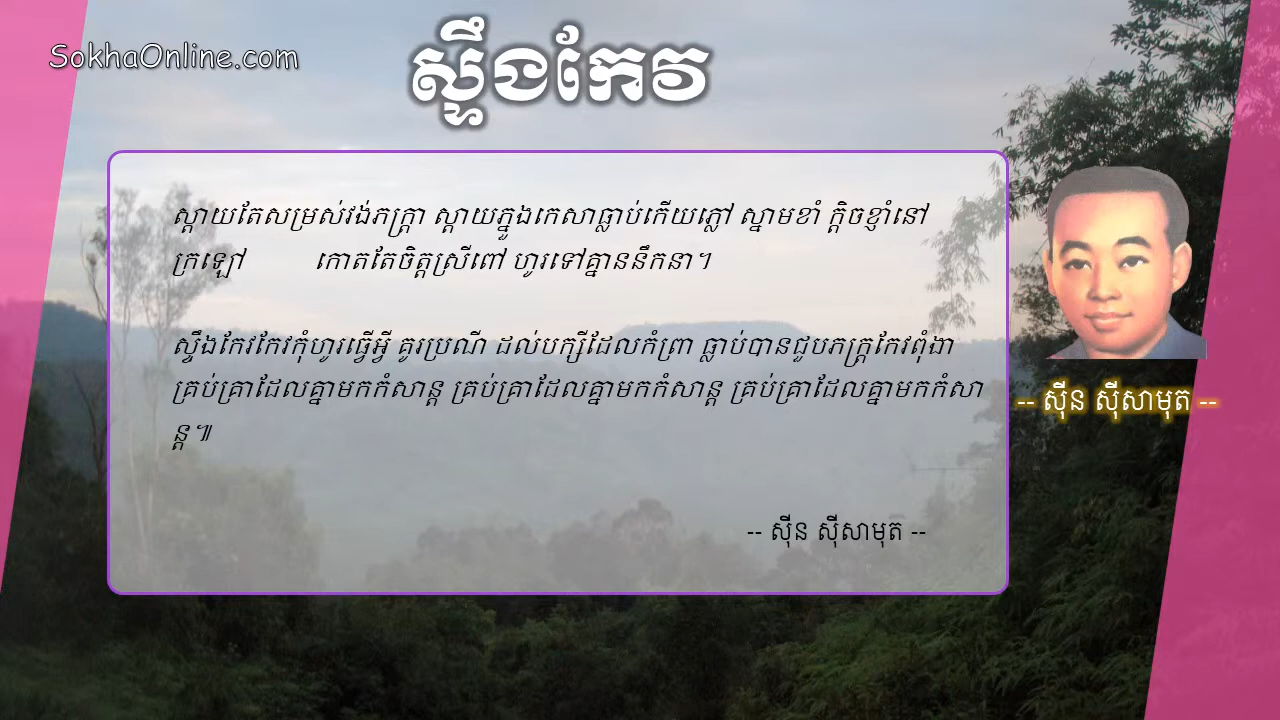 SokhaOnline.com
ស្ទឹងកែវ
ស្តាយតែសម្រស់វង់ភក្ត្រា ស្តាយភ្នួងកេសាធ្លាប់កើយភ្លៅ ស្នាមខាំ ក្តិចខ្ញាំនៅ
ក្រឡៅ កោតតែចិត្តស្រីពៅ ហូរទៅគ្នាននឹកនា។
ស្ទឹងកែវកែវកុំហូរធ្វើអ្វី គូរប្រណី ដល់បក្សីដែលកំព្រា ធ្លាប់បានជួបភក្ត្រកែវពុំងា
គ្រប់គ្រាដែលគ្នាមកកំសាន្ត គ្រប់គ្រាដែលគ្នាមកកំសាន្ត គ្រប់គ្រាដែលគ្នាមកកំសា
ន្ត៕
-- ស៊ីន ស៊ីសាមុត --
-- ស៊ីន ស៊ីសាមុត --